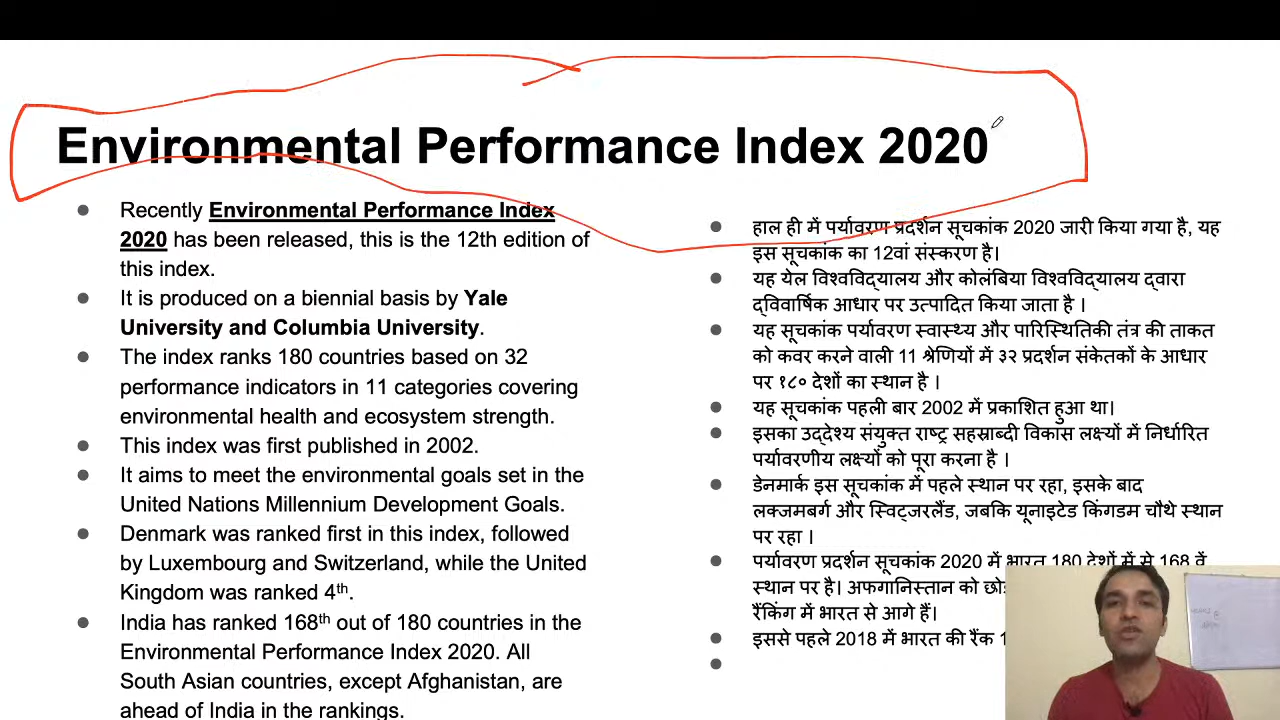 Environmental Performance Index 2020
Recently Environmental Performance Index
2020 has been released, this is the 12th edition of
this index.
It is produced on a biennial basis by Yale
University and Columbia University.
The index ranks 180 countries based on 32
performance indicators in 11 categories covering
environmental health and ecosystem strength.
This index was first published in 2002.
It aims to meet the environmental goals set in the
United Nations Millennium Development Goals.
Denmark was ranked first in this index, followed
by Luxembourg and Switzerland, while the United
Kingdom was ranked 4th.
India has ranked 168th out of 180 countries in the
Environmental Performance Index 2020. All
South Asian countries, except Afghanistan, are
ahead of India in the rankings.
हाल ही में पर्यावरण प्रदर्शन सूचकांक 2020 जारी किया गया है, यह
इस सूचकांक का 12वां संस्करण है।
यह येल विश्वविद्यालय और कोलंबिया विश्वविद्यालय द्वारा
द्विवार्षिक आधार पर उत्पादित किया जाता है ।
यह सूचकांक पर्यावरण स्वास्थ्य और पारिस्थितिकी तंत्र की ताकत
को कवर करने वाली 11 श्रेणियों में ३२ प्रदर्शन संकेतकों के आधार
पर १८० देशों का स्थान है ।
यह सूचकांक पहली बार 2002 में प्रकाशित हुआ था।
इसका उद्देश्य संयुक्त राष्ट्र सहस्राब्दी विकास लक्ष्यों में निर्धारित
पर्यावरणीय लक्ष्यों को पूरा करना है ।
डेनमार्क इस सूचकांक में पहले स्थान पर रहा, इसके बाद
लक्जमबर्ग और स्विट्जरलैंड, जबकि यूनाइटेड किंगडम चौथे स्थान
पर रहा ।
पर्यावरण प्रदर्शन सूचकांक 2020 में भारत 180 देशों में से 168 वें
स्थान पर है। अफगानिस्तान को
रैंकिंग में भारत से आगे हैं।
इससे पहले 2018 में भारत की रैंक